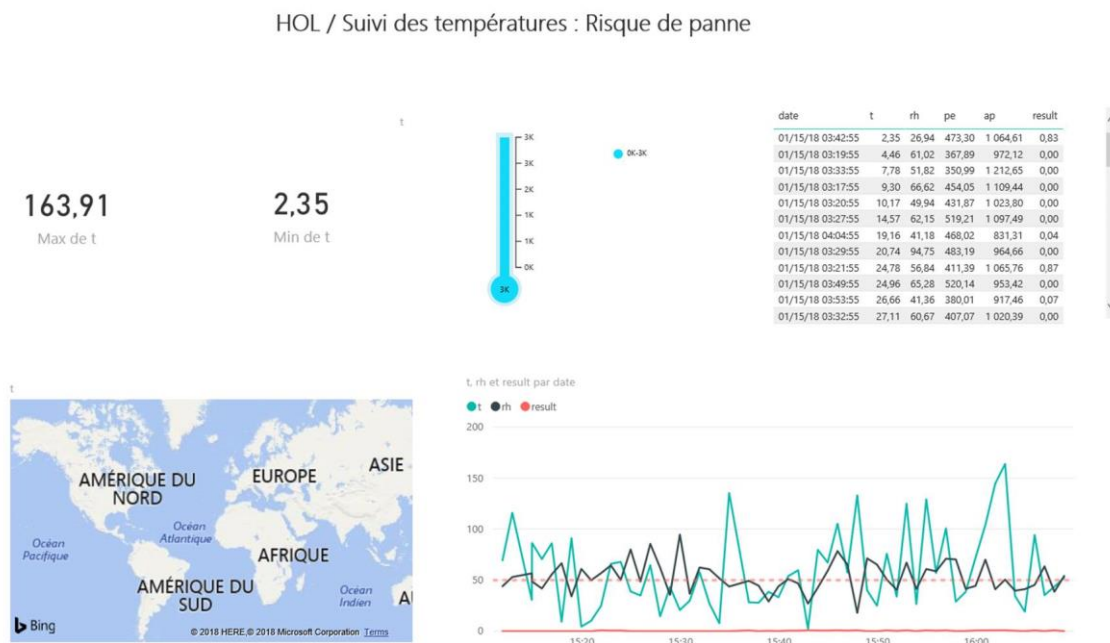 HOL / Suivi des températures : Risque de panne
163,91
Max de t
2,35
Min de t
t
3K
3K
2K
1K
1K
0K
3K
0K-3K
date t rh pe ap result
01/15/18 03:42:55 2,35 26,94 473,30 1 064,61 0,83
01/15/18 03:19:55 4,46 61,02 367,89 972,12 0,00
01/15/18 03:33:55 7,78 51,82 350,99 1 212,65 0,00
01/15/18 03:17:55 9,30 66,62 454,05 1 109,44 0,00
01/15/18 03:20:55 10,17 49,94 431,87 1 023,80 0,00
01/15/18 03:27:55 14,57 62,15 519,21 1 097,49 0,00
01/15/18 04:04:55 19,16 41,18 468,02 831,31 0,04
01/15/18 03:29:55 20,74 94,75 483,19 964,66 0,00
01/15/18 03:21:55 24,78 56,84 411,39 1 065,76 0,87
01/15/18 03:49:55 24,96 65,28 520,14 953,42 0,00
01/15/18 03:53:55 26,66 41,36 380,01 917,46 0,07
01/15/18 03:32:55 27,11 60,67 407,07 1 020,39 0,00
t
AMÉRIQUE DU
NORD
EUROPE
ASIE
Océan
Pacifique
Océan
Atlantique
AFRIQUE
AMÉRIQUE DU
SUD
Océan
Indien
Bing
© 2018 HERE,© 2018 Microsoft Corporation Terms
t, rh et result par date
t rh result
200
150
100
50
0
15:20 15:30 15:40 15:50 16:00